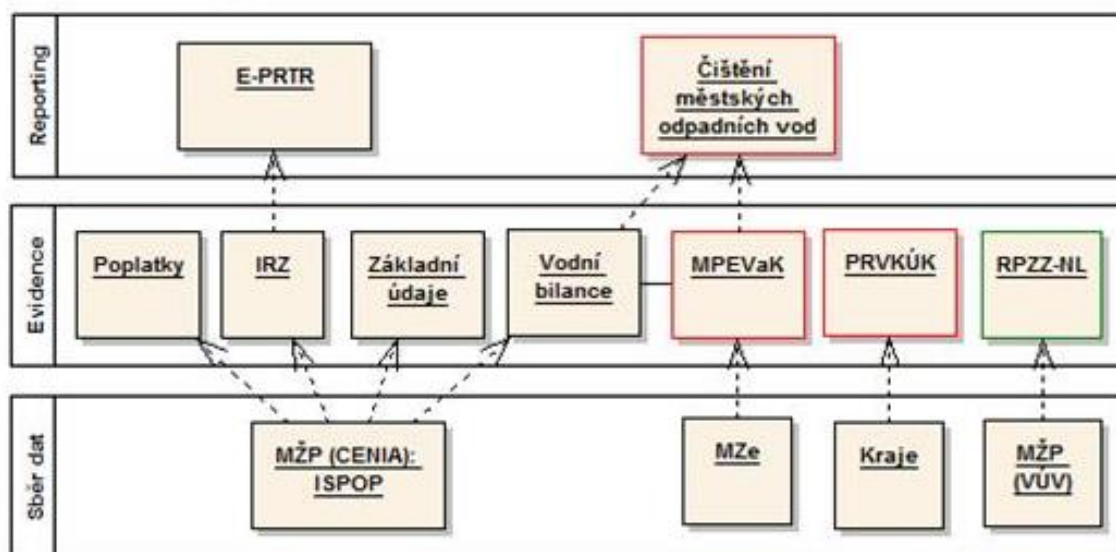 Reporting
E-PRTR
Čištění
městských
odpadních vod
Evidence
Poplatky
IRZ
Základní
údaje
Vodní
bilance
MPEVaK
PRVKÚK
RPZZ-NL
Sběr dat
MŽP (CENIA):
ISPOP
MZe
Kraje
MŽP
(VÚV)